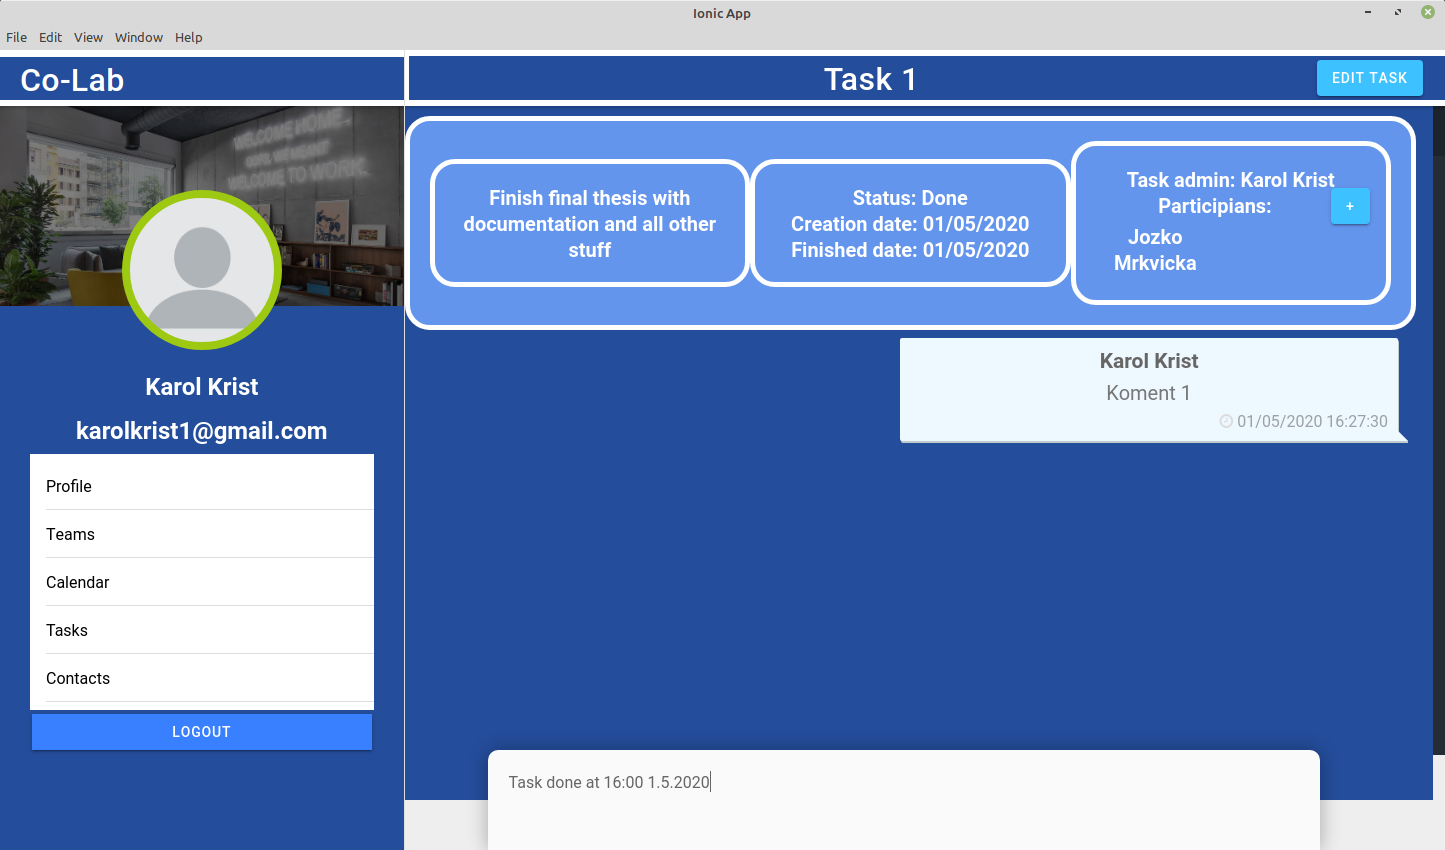 Ionic App
File Edit View Window Help
Co-Lab
Task 1
EDIT TASK
WELCOME HOME...
WELCOME TO WORK.
Karol Krist
karolkrist1@gmail.com
Profile
Teams
Calendar
Tasks
Contacts
LOGOUT
Finish final thesis with
documentation and all other
stuff
Status: Done
Creation date: 01/05/2020
Finished date: 01/05/2020
Task admin: Karol Krist
Participians:
+
Jozko
Mrkvicka
Karol Krist
Koment 1
01/05/2020 16:27:30
Task done at 16:00 1.5.2020